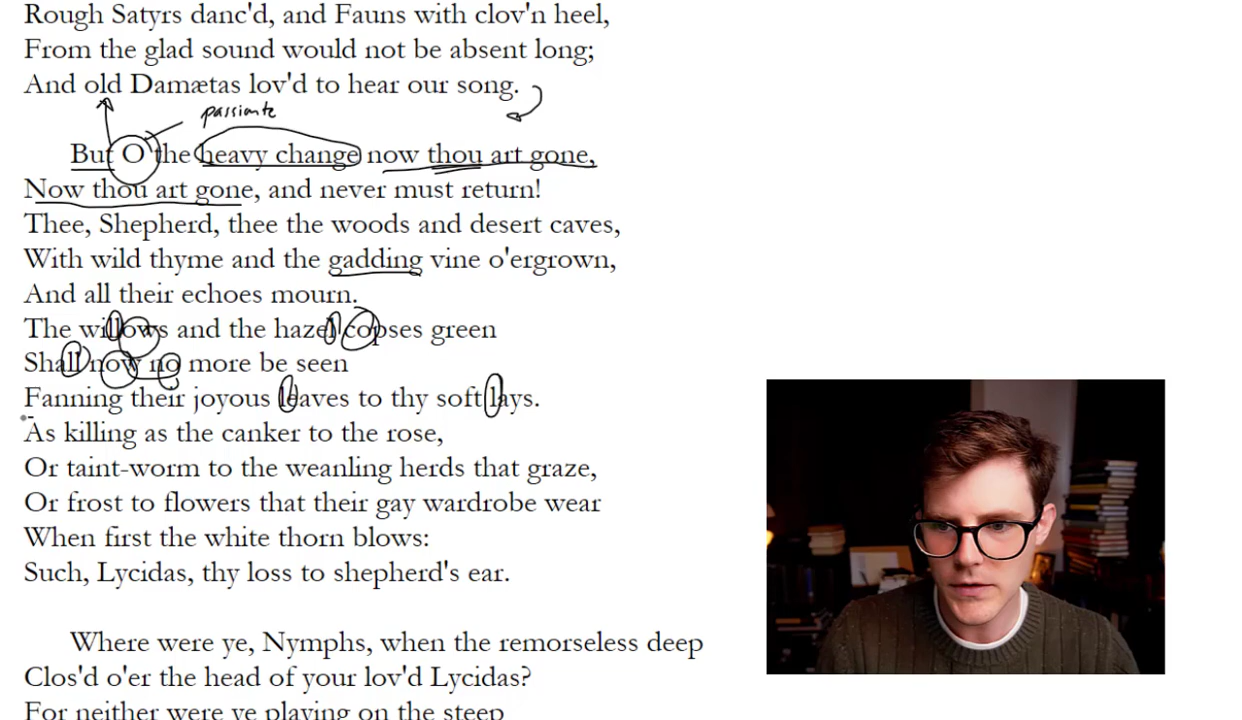 Rough Satyrs danc'd, and Fauns with clov'n heel,
From the glad sound would not be absent long;
And old Damætas lov'd to hear our song.
passionate
But O the heavy change now thou art gone,
Now thou art gone, and never must return!
Thee, Shepherd, thee the woods and desert caves,
With wild thyme and the gadding vine o'ergrown,
And all their echoes mourn.
The willows and the hazel copses green
Shall now no more be seen
Fanning their joyous leaves to thy soft lays.
As killing as the canker to the rose,
Or taint-worm to the weanling herds that graze,
Or frost to flowers that their gay wardrobe wear
When first the white thorn blows:
Such, Lycidas, thy loss to shepherd's ear.
Where were ye, Nymphs, when the remorseless deep
Clos'd o'er the head of your lov'd Lycidas?
For neither were ye playing on the steep